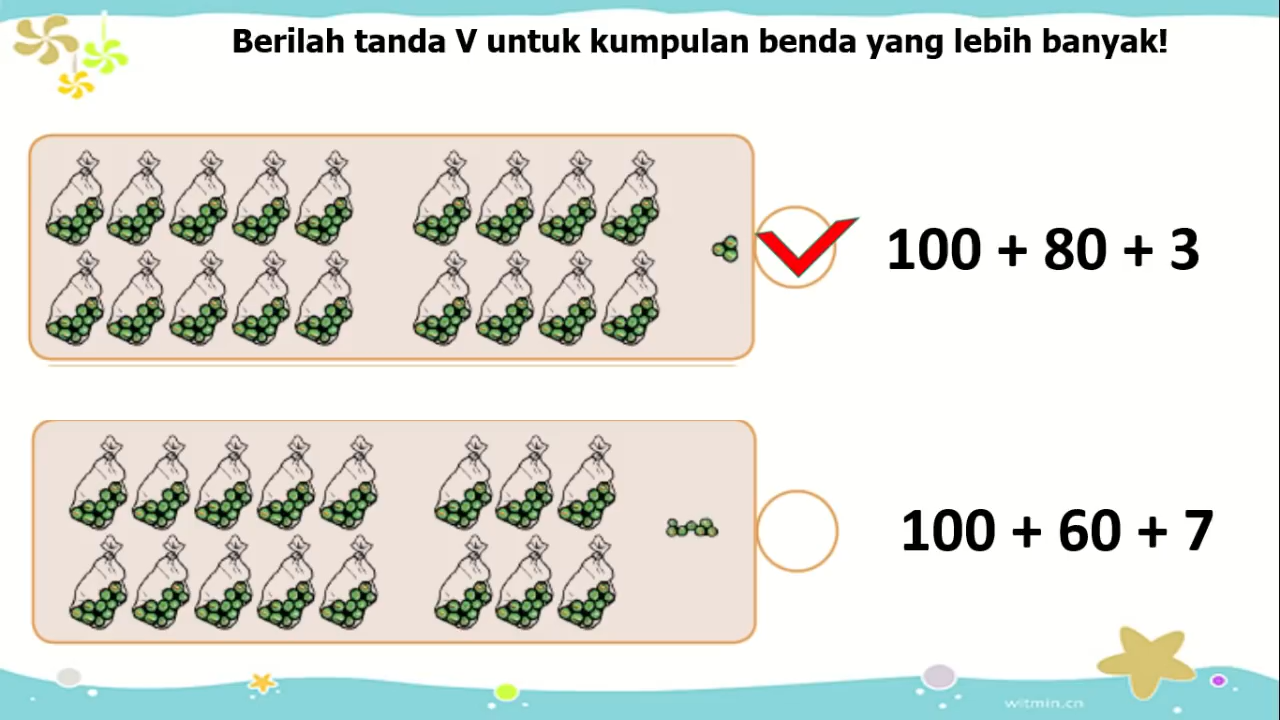 Berilah tanda V untuk kumpulan benda yang lebih banyak!
100 + 80 + 3
100 + 60 + 7
witmin.cn